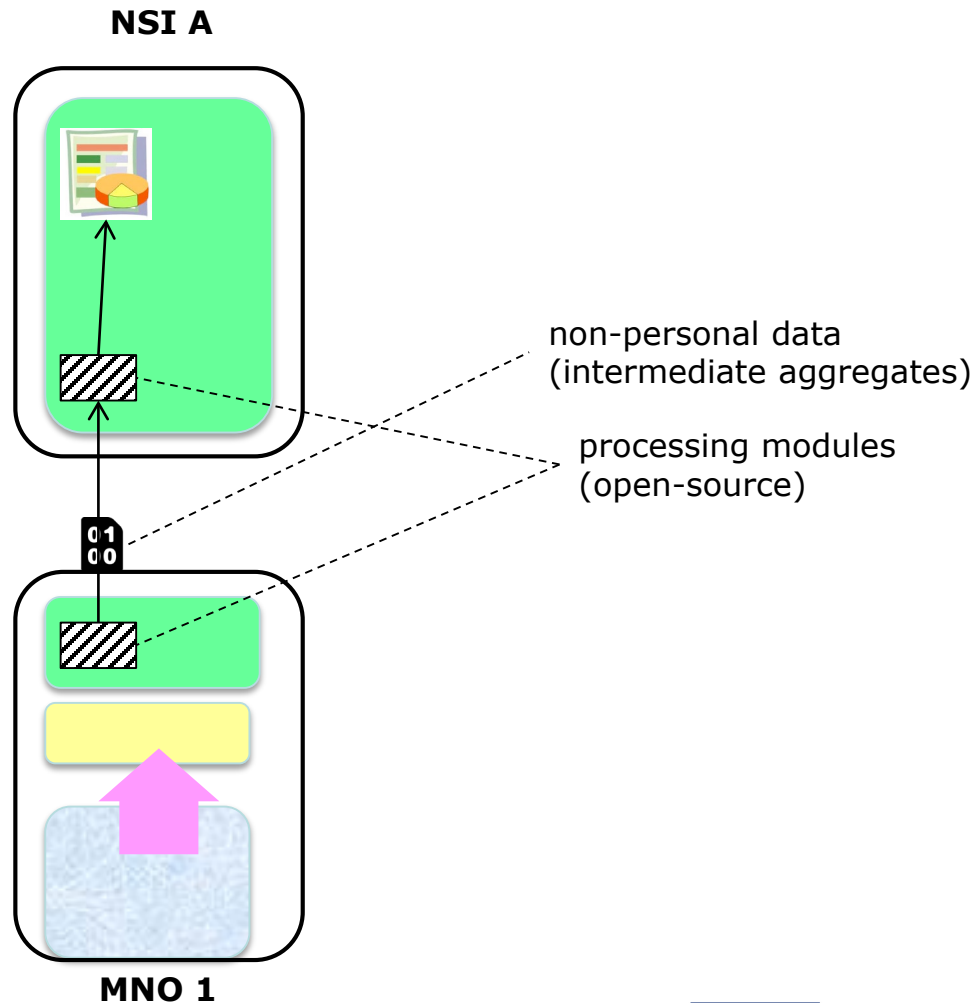 NSI A
non-personal data
(intermediate aggregates)
processing modules
(open-source)
01
00
MNO 1